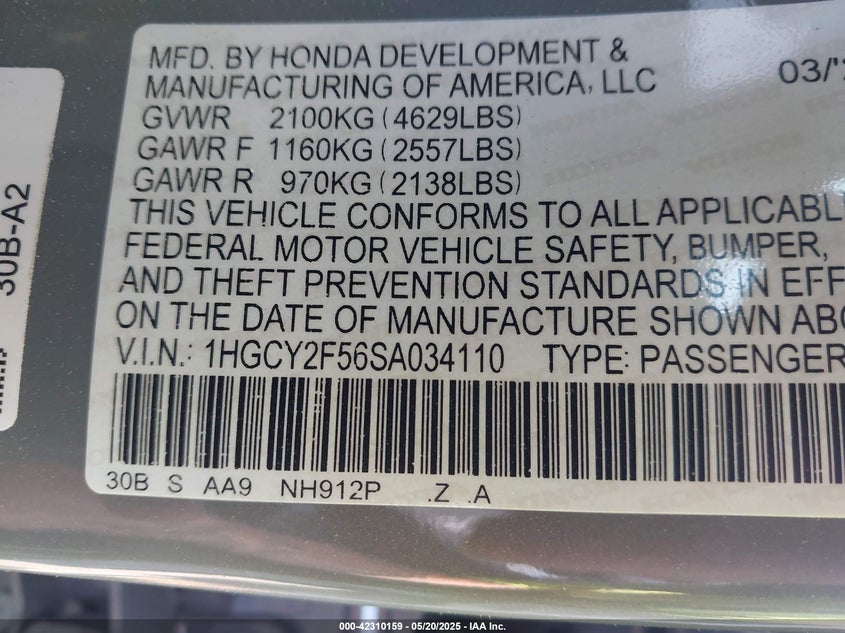 MFD. BY HONDA DEVELOPMENT &
MANUFACTURING OF AMERICA, LLC 03/'
GVWR 2100KG (4629LBS)
GAWR F 1160KG (2557LBS)
GAWR R 970KG (2138LBS)
THIS VEHICLE CONFORMS TO ALL APPLICABL
FEDERAL MOTOR VEHICLE SAFETY, BUMPER,
AND THEFT PREVENTION STANDARDS IN EFF
ON THE DATE OF MANUFACTURE SHOWN ABO
V.I.N.: 1HGCY2F56SA034110 TYPE: PASSENGER
30B S AA9 NH912P .Z .A
30B-A2
000-42310159 — 05/20/2025 — IAA Inc.